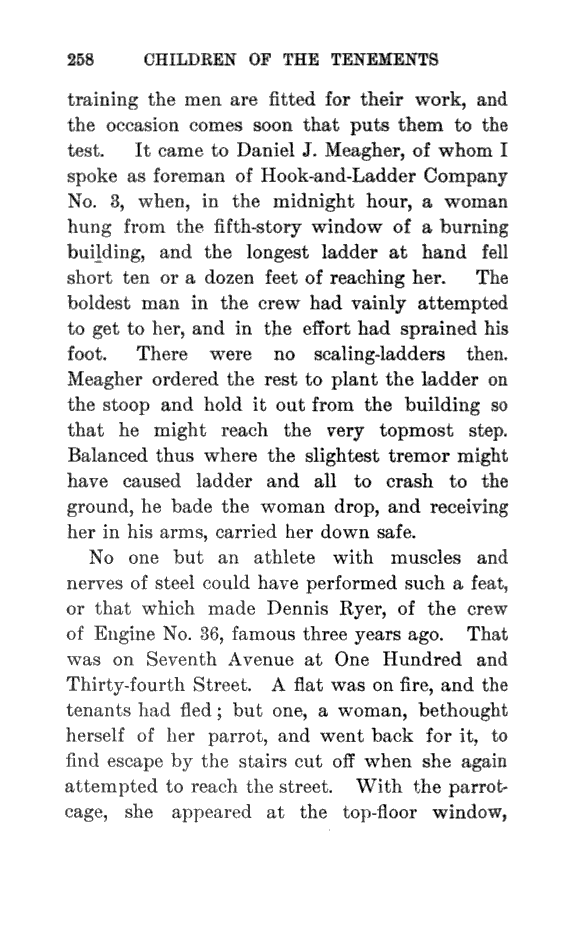 258 CHILDREN OF THE TENEMENTS
training the men are fitted for their work, and
the occasion comes soon that puts them to the
test. It came to Daniel J. Meagher, of whom I
spoke as foreman of Hook-and-Ladder Company
No. 3, when, in the midnight hour, a woman
hung from the fifth-story window of a burning
building, and the longest ladder at hand fell
short ten or a dozen feet of reaching her. The
boldest man in the crew had vainly attempted
to get to her, and in the effort had sprained his
foot. There were no scaling-ladders then.
Meagher ordered the rest to plant the ladder on
the stoop and hold it out from the building so
that he might reach the very topmost step.
Balanced thus where the slightest tremor might
have caused ladder and all to crash to the
ground, he bade the woman drop, and receiving
her in his arms, carried her down safe.
No one but an athlete with muscles and
nerves of steel could have performed such a feat,
or that which made Dennis Ryer, of the crew
of Engine No. 36, famous three years ago. That
was on Seventh Avenue at One Hundred and
Thirty-fourth Street. A flat was on fire, and the
tenants had fled; but one, a woman, bethought
herself of her parrot, and went back for it, to
find escape by the stairs cut off when she again
attempted to reach the street. With the parrot-
cage, she appeared at the top-floor window,